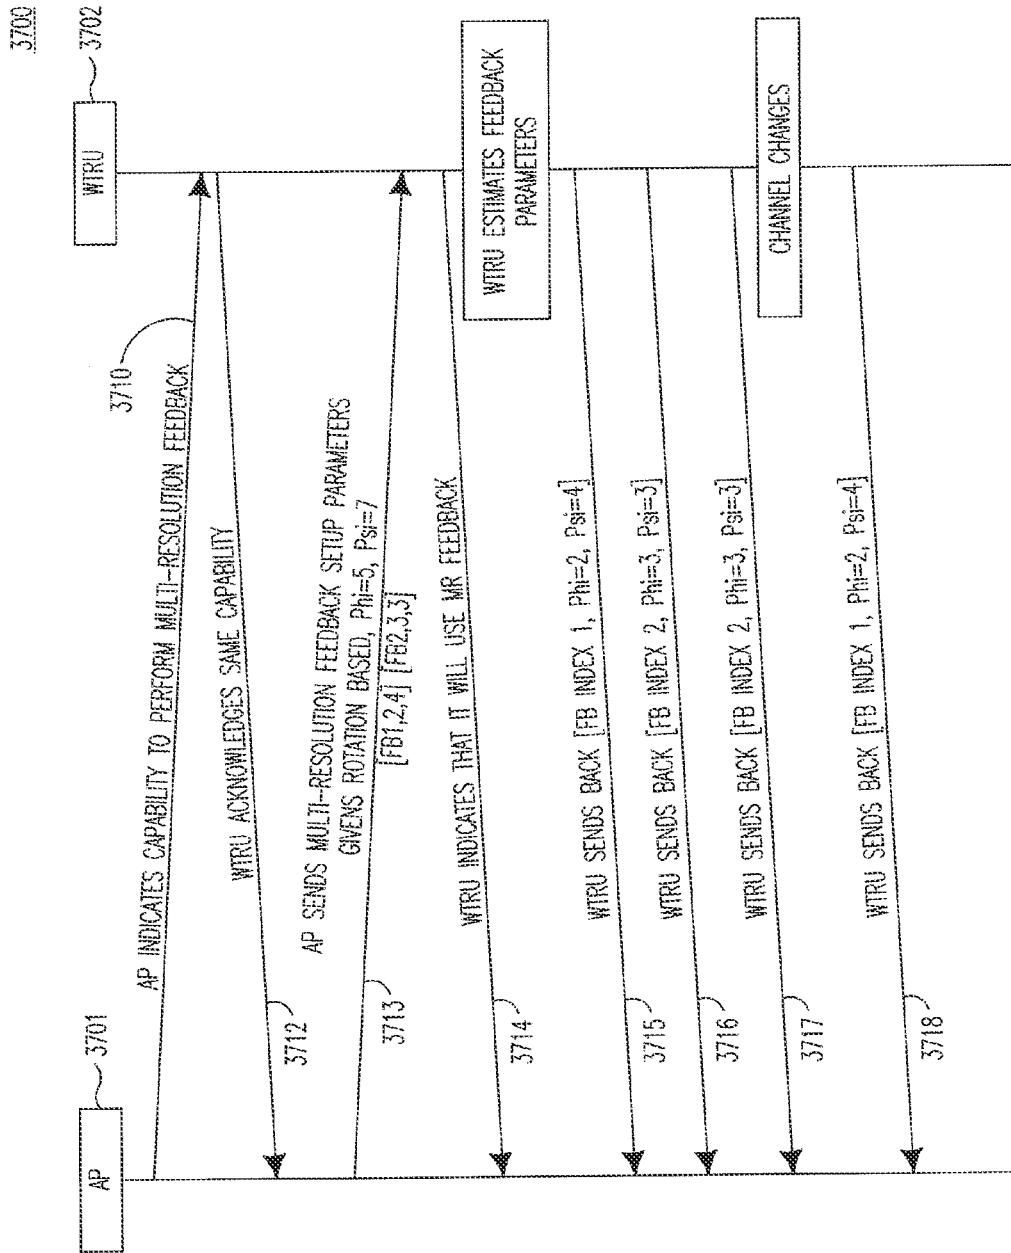 3700
AP
3701
WTRU
3702
AP INDICATES CAPABILITY TO PERFORM MULTI-RESOLUTION FEEDBACK
3710
WTRU ACKNOWLEDGES SAME CAPABILITY
3712
AP SENDS MULTI-RESOLUTION FEEDBACK SETUP PARAMETERS
GIVENS ROTATION BASED, Phi=5, Psi=7
[FB1,2,4] [FB2,3,3]
3713
WTRU INDICATES THAT IT WILL USE MR FEEDBACK
3714
WTRU ESTIMATES FEEDBACK
PARAMETERS
WTRU SENDS BACK [FB INDEX 1, Phi=2, Psi=4]
3715
WTRU SENDS BACK [FB INDEX 2, Phi=3, Psi=3]
3716
WTRU SENDS BACK [FB INDEX 2, Phi=3, Psi=3]
3717
CHANNEL CHANGES
WTRU SENDS BACK [FB INDEX 1, Phi=2, Psi=4]
3718